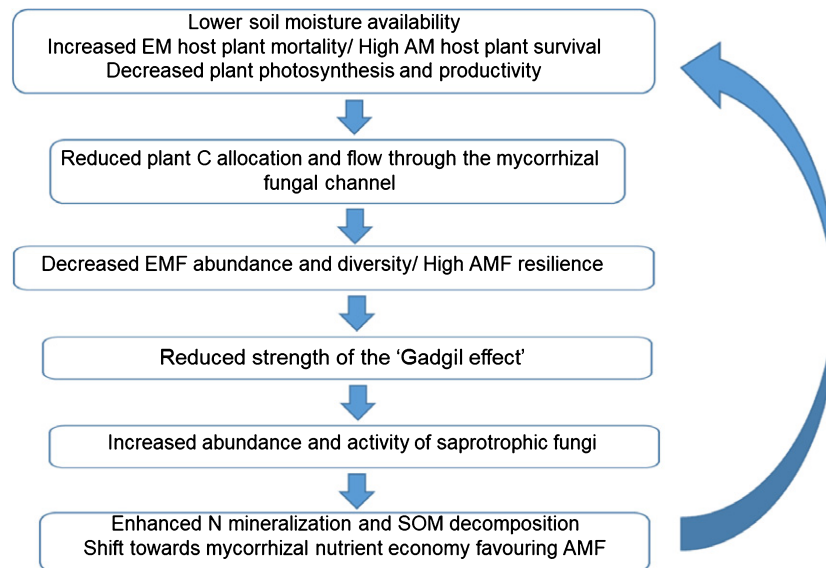 Lower soil moisture availability
Increased EM host plant mortality/ High AM host plant survival
Decreased plant photosynthesis and productivity
Reduced plant C allocation and flow through the mycorrhizal
fungal channel
Decreased EMF abundance and diversity/ High AMF resilience
Reduced strength of the ‘Gadgil effect’
Increased abundance and activity of saprotrophic fungi
Enhanced N mineralization and SOM decomposition
Shift towards mycorrhizal nutrient economy favouring AMF